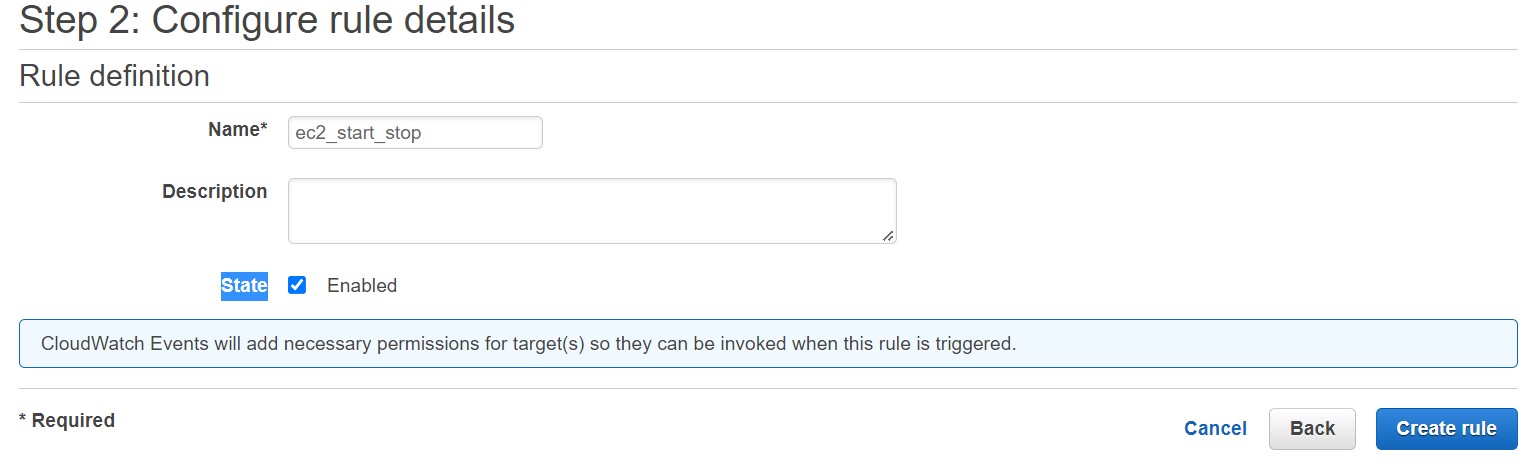 Step 2: Configure rule details
Rule definition
Name* ec2_start_stop
Description
State Enabled
CloudWatch Events will add necessary permissions for target(s) so they can be invoked when this rule is triggered.
* Required Cancel Back Create rule